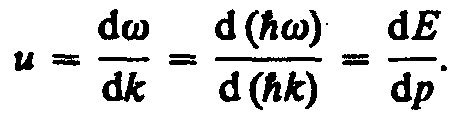 u = dω/dk = d (ħω)/d (ħk) = dE/dp.